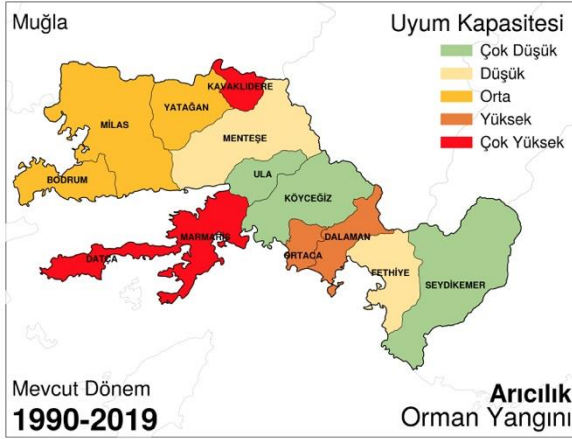 Muğla
Uyum Kapasitesi
Çok Düşük
Düşük
Orta
Yüksek
Çok Yüksek
KAVAKLIDERE
YATAĞAN
MİLAS
MENTEŞE
BODRUM
ULA
KÖYCEĞİZ
MARMARİS
DALAMAN
DATÇA
ORTACA
FETHİYE
SEYDİKEMER
Mevcut Dönem
1990-2019
Arıcılık
Orman Yangını